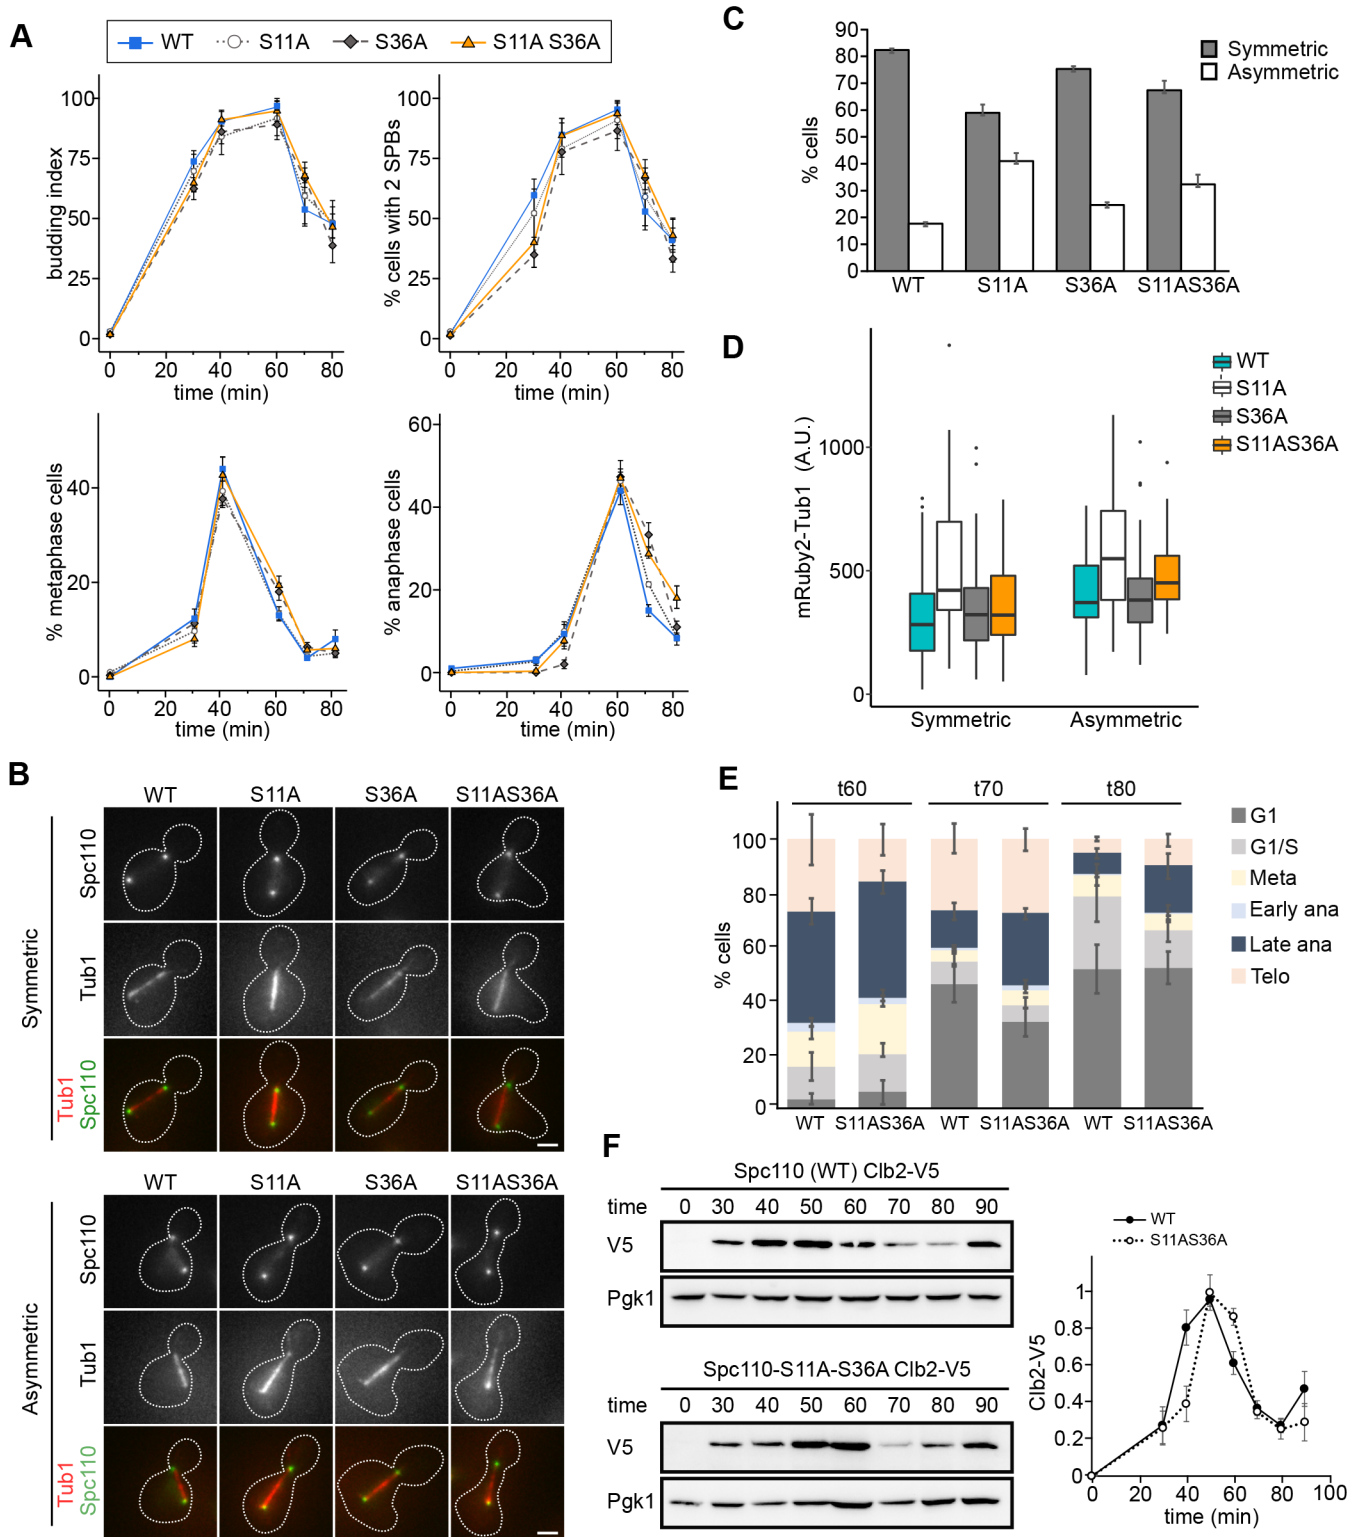 A
WT
S11A
S36A
S11A S36A
100
75
50
25
0
budding index
0 20 40 60 80
time (min)
100
75
50
25
0
% cells with 2 SPBs
0 20 40 60 80
time (min)
40
20
0
% metaphase cells
0 20 40 60 80
time (min)
60
40
20
0
% anaphase cells
0 20 40 60 80
time (min)
B
WT S11A S36A S11AS36A
Symmetric
Spc110
Tub1
Tub1
Spc110
WT S11A S36A S11AS36A
Asymmetric
Spc110
Tub1
Tub1
Spc110
C
90
80
70
60
50
40
30
20
10
0
% cells
WT S11A S36A S11AS36A
Symmetric
Asymmetric
D
1000
500
0
mRuby2-Tub1 (A.U.)
Symmetric Asymmetric
WT
S11A
S36A
S11AS36A
E
t60 t70 t80
100
80
60
40
20
0
% cells
WT S11AS36A WT S11AS36A WT S11AS36A
G1
G1/S
Meta
Early ana
Late ana
Telo
F
Spc110 (WT) Clb2-V5
time 0 30 40 50 60 70 80 90
V5
Pgk1
Spc110-S11A-S36A Clb2-V5
time 0 30 40 50 60 70 80 90
V5
Pgk1
WT
S11AS36A
1
0.8
0.6
0.4
0.2
0
Clb2-V5
0 20 40 60 80 100
time (min)